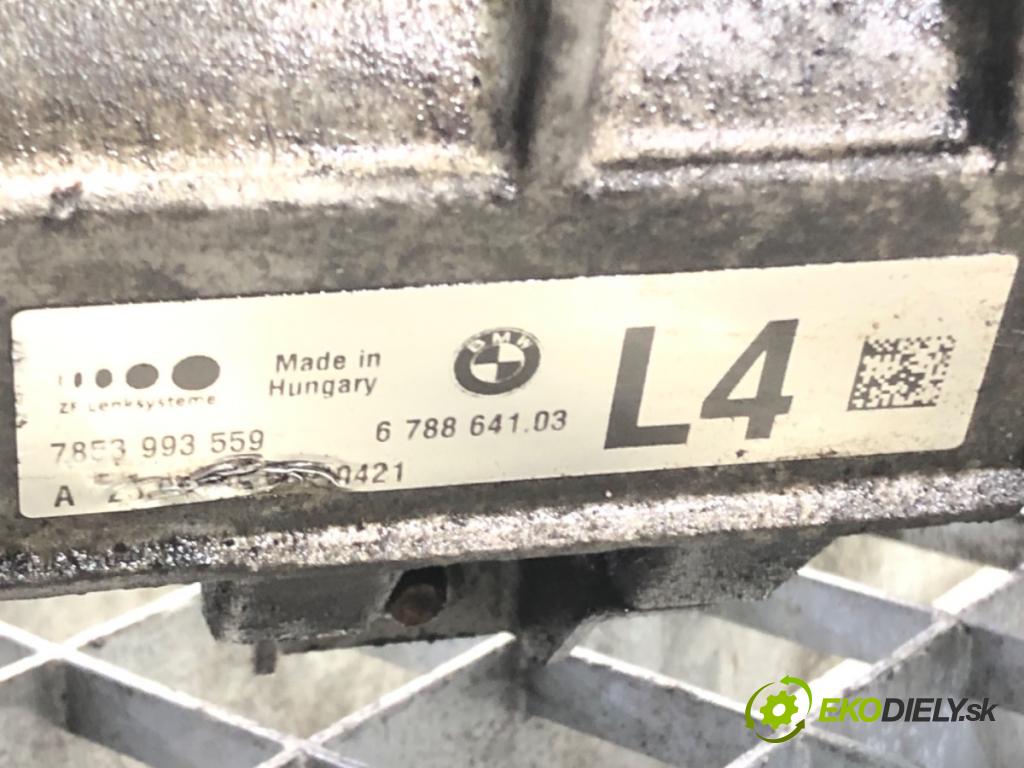 ZF Lenksysteme
Made in
Hungary
BMW
L4
7853 993 559
6 788 641.03
A 0421
EKODIELY.sk